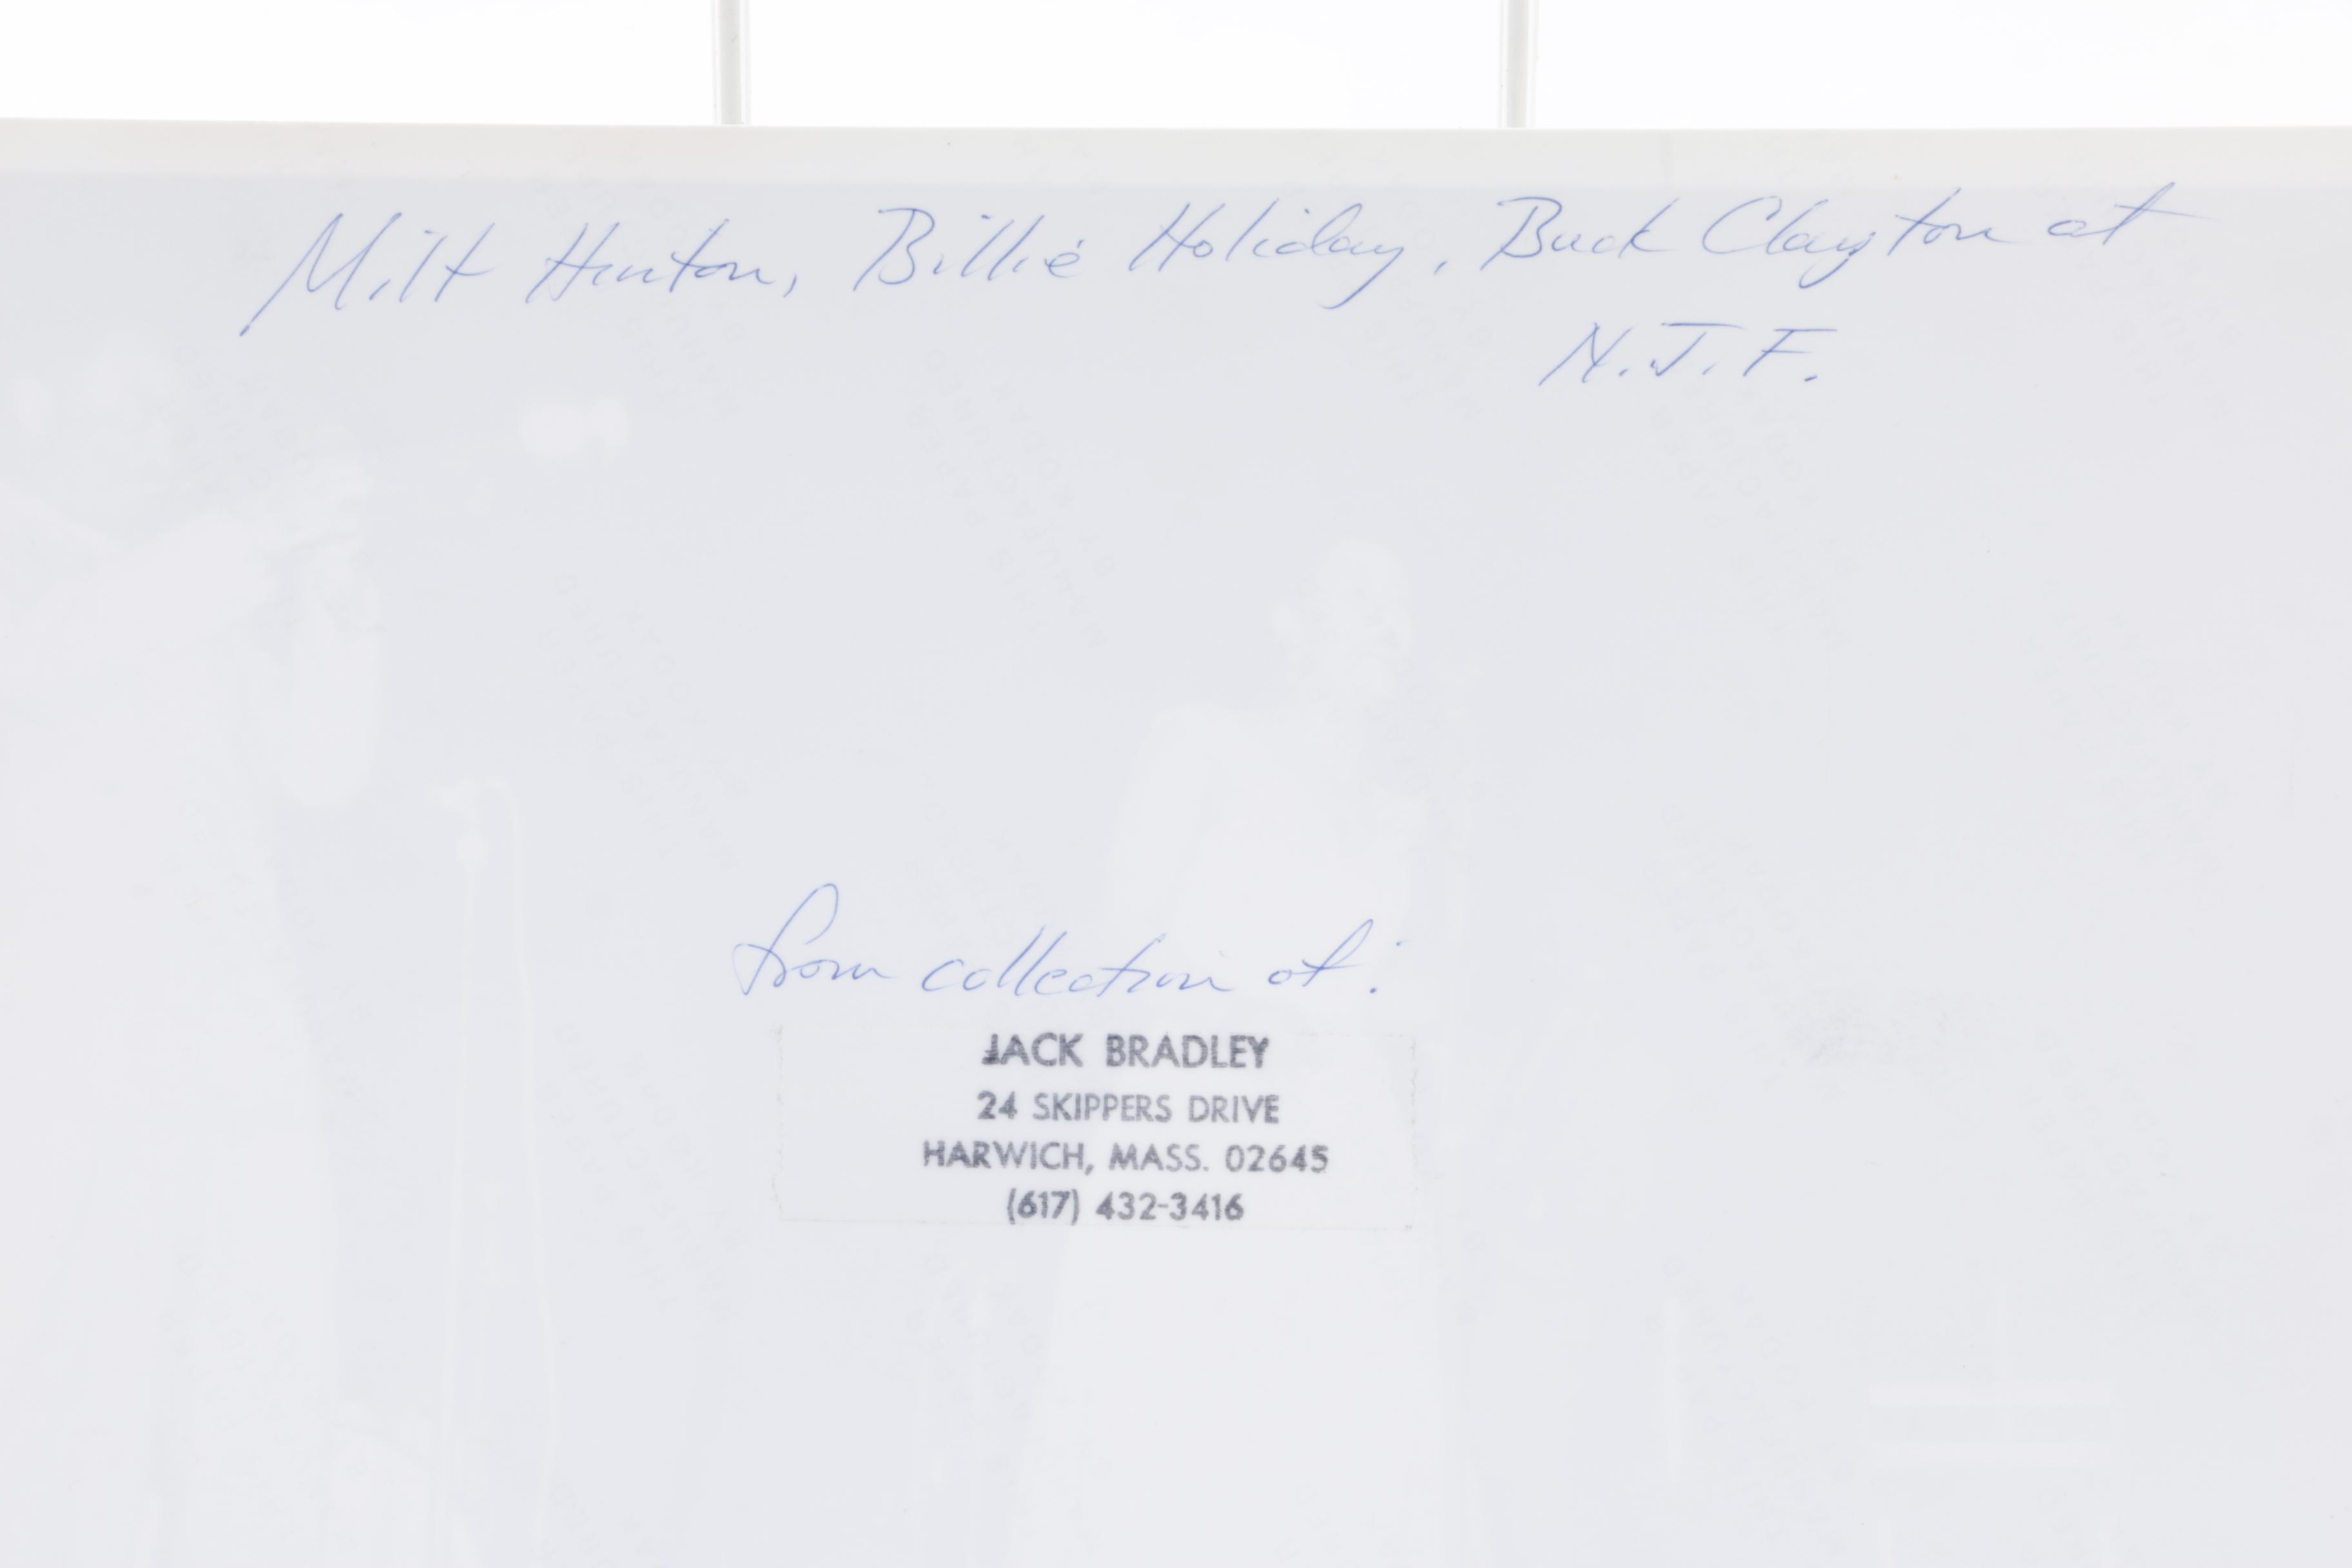 Milt Hinton, Billie Holiday, Buck Clayton at
N.J.F.
from collection of:
JACK BRADLEY
24 SKIPPERS DRIVE
HARWICH, MASS. 02645
(617) 432-3416